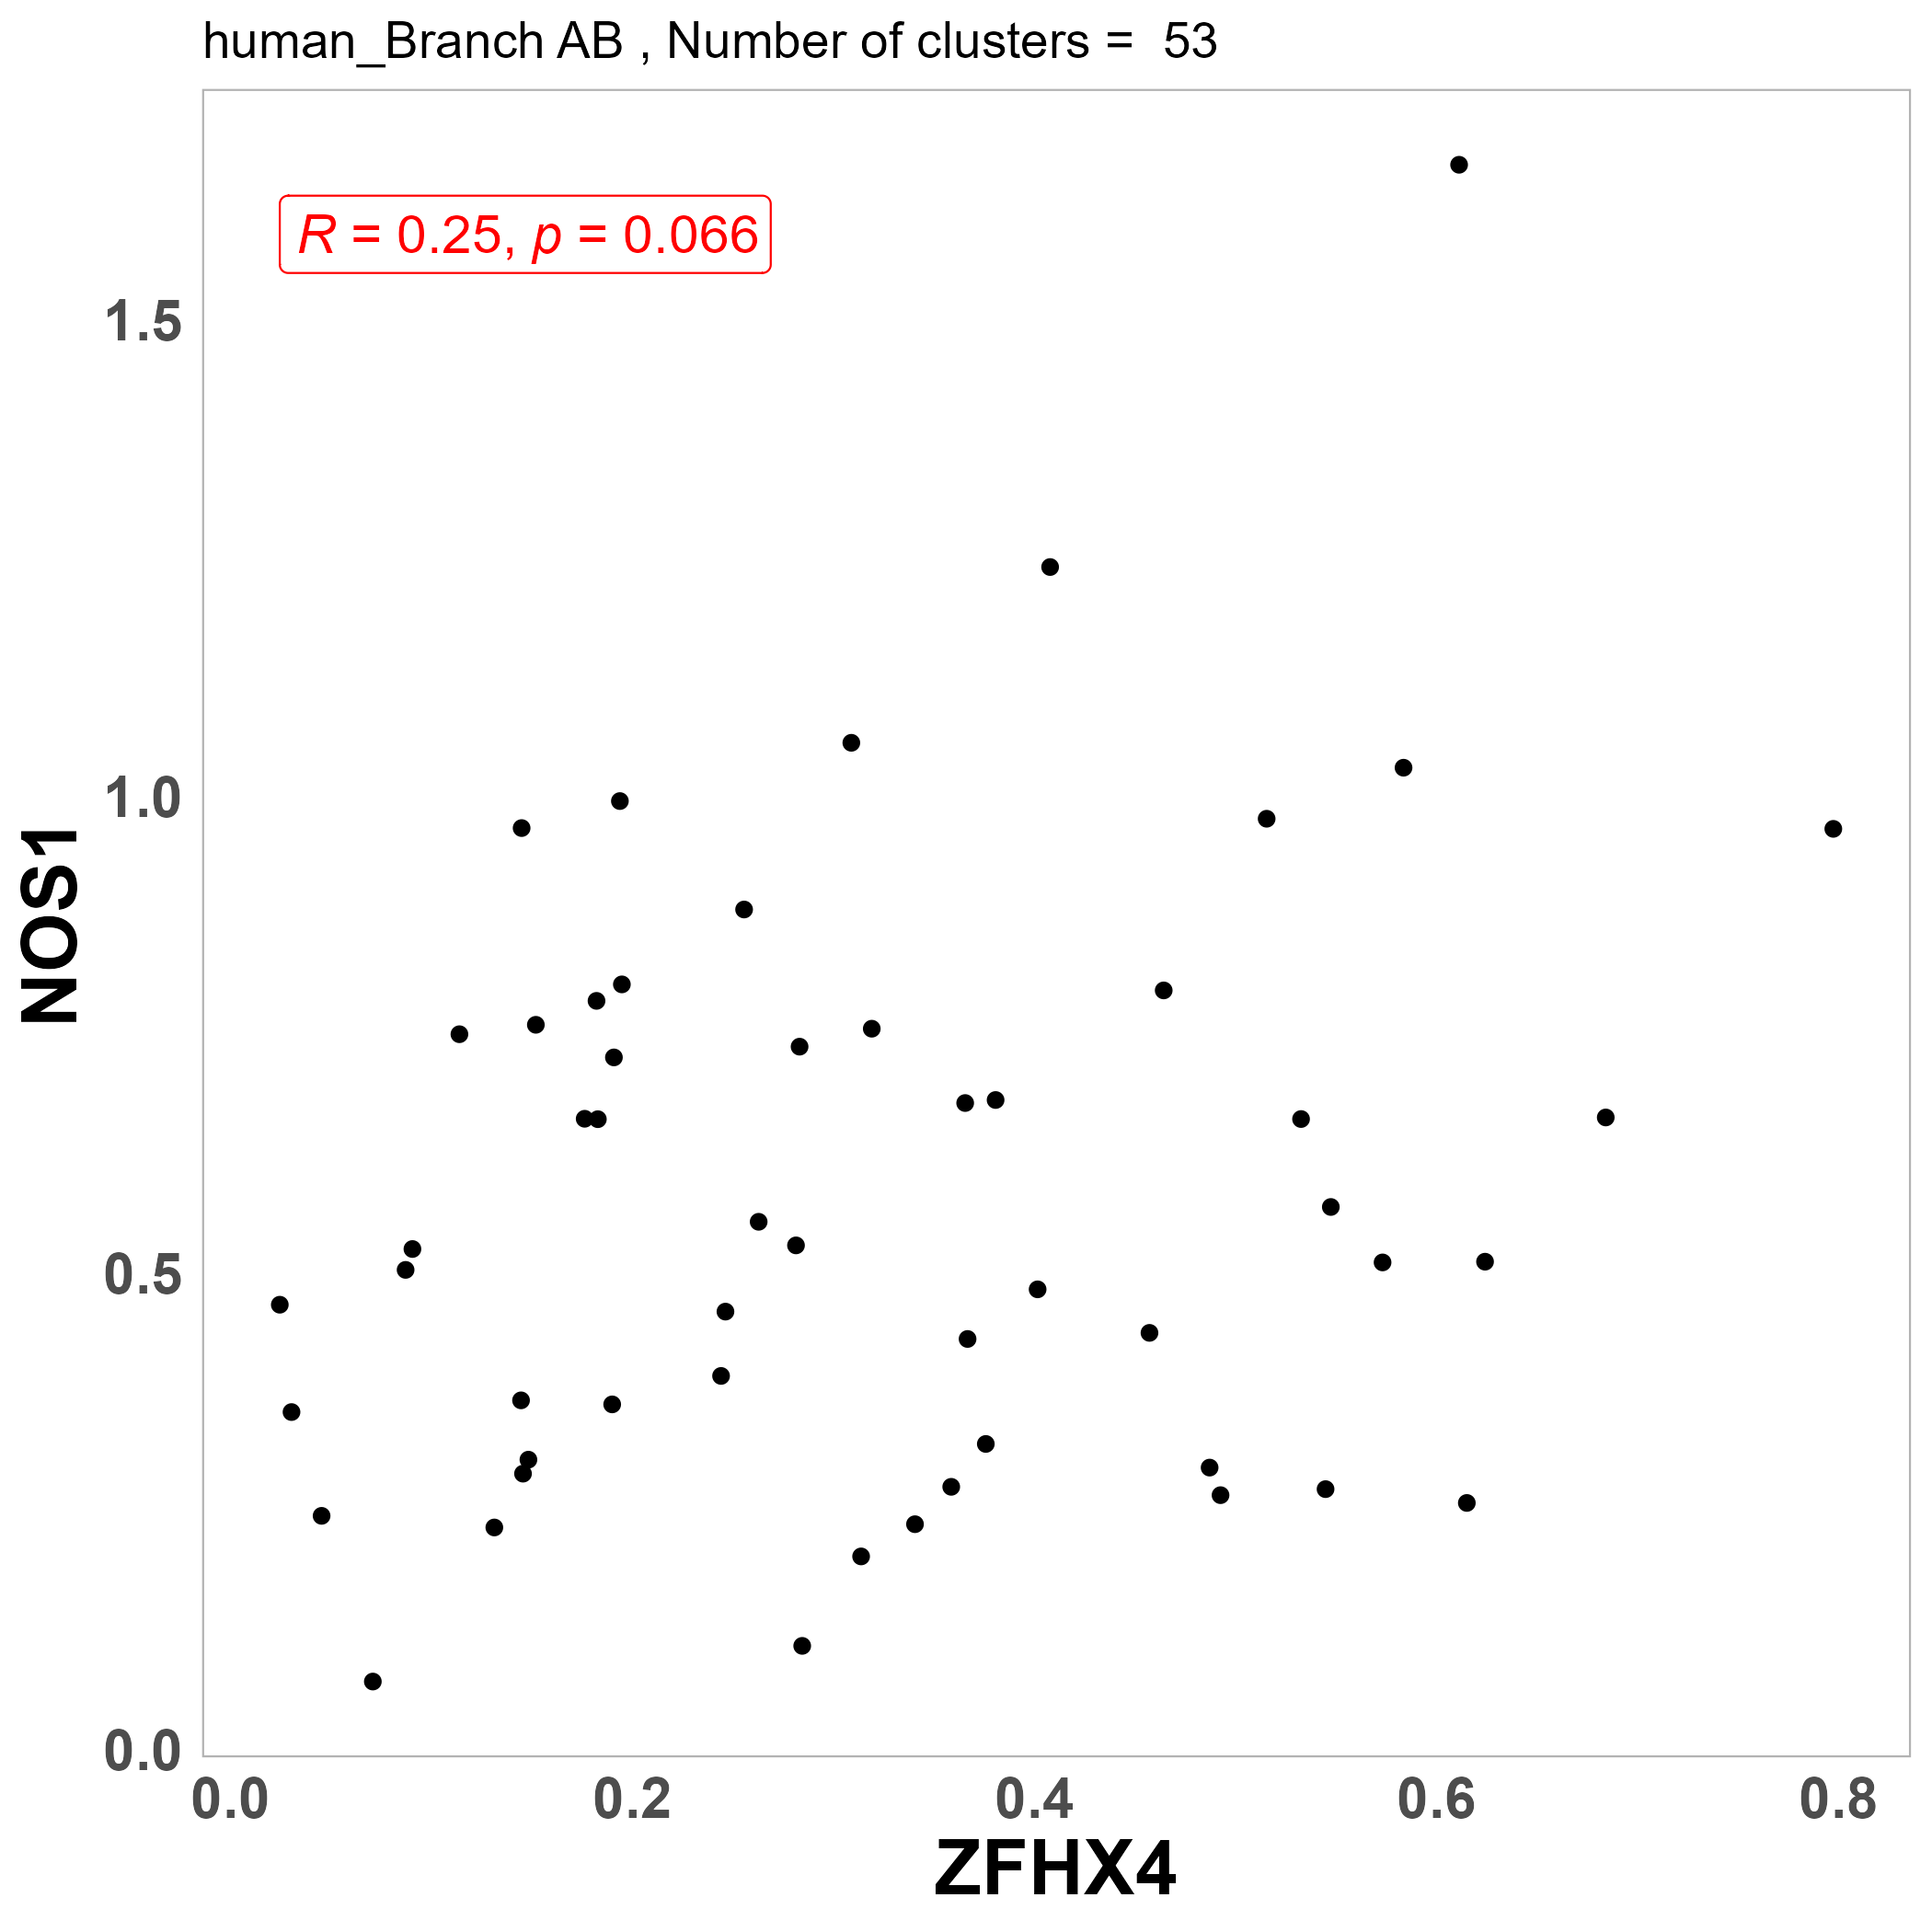 human_Branch AB , Number of clusters =  53
R = 0.25, p = 0.066
1.5
1.0
0.5
0.0
NOS1
0.0 0.2 0.4 0.6 0.8
ZFHX4